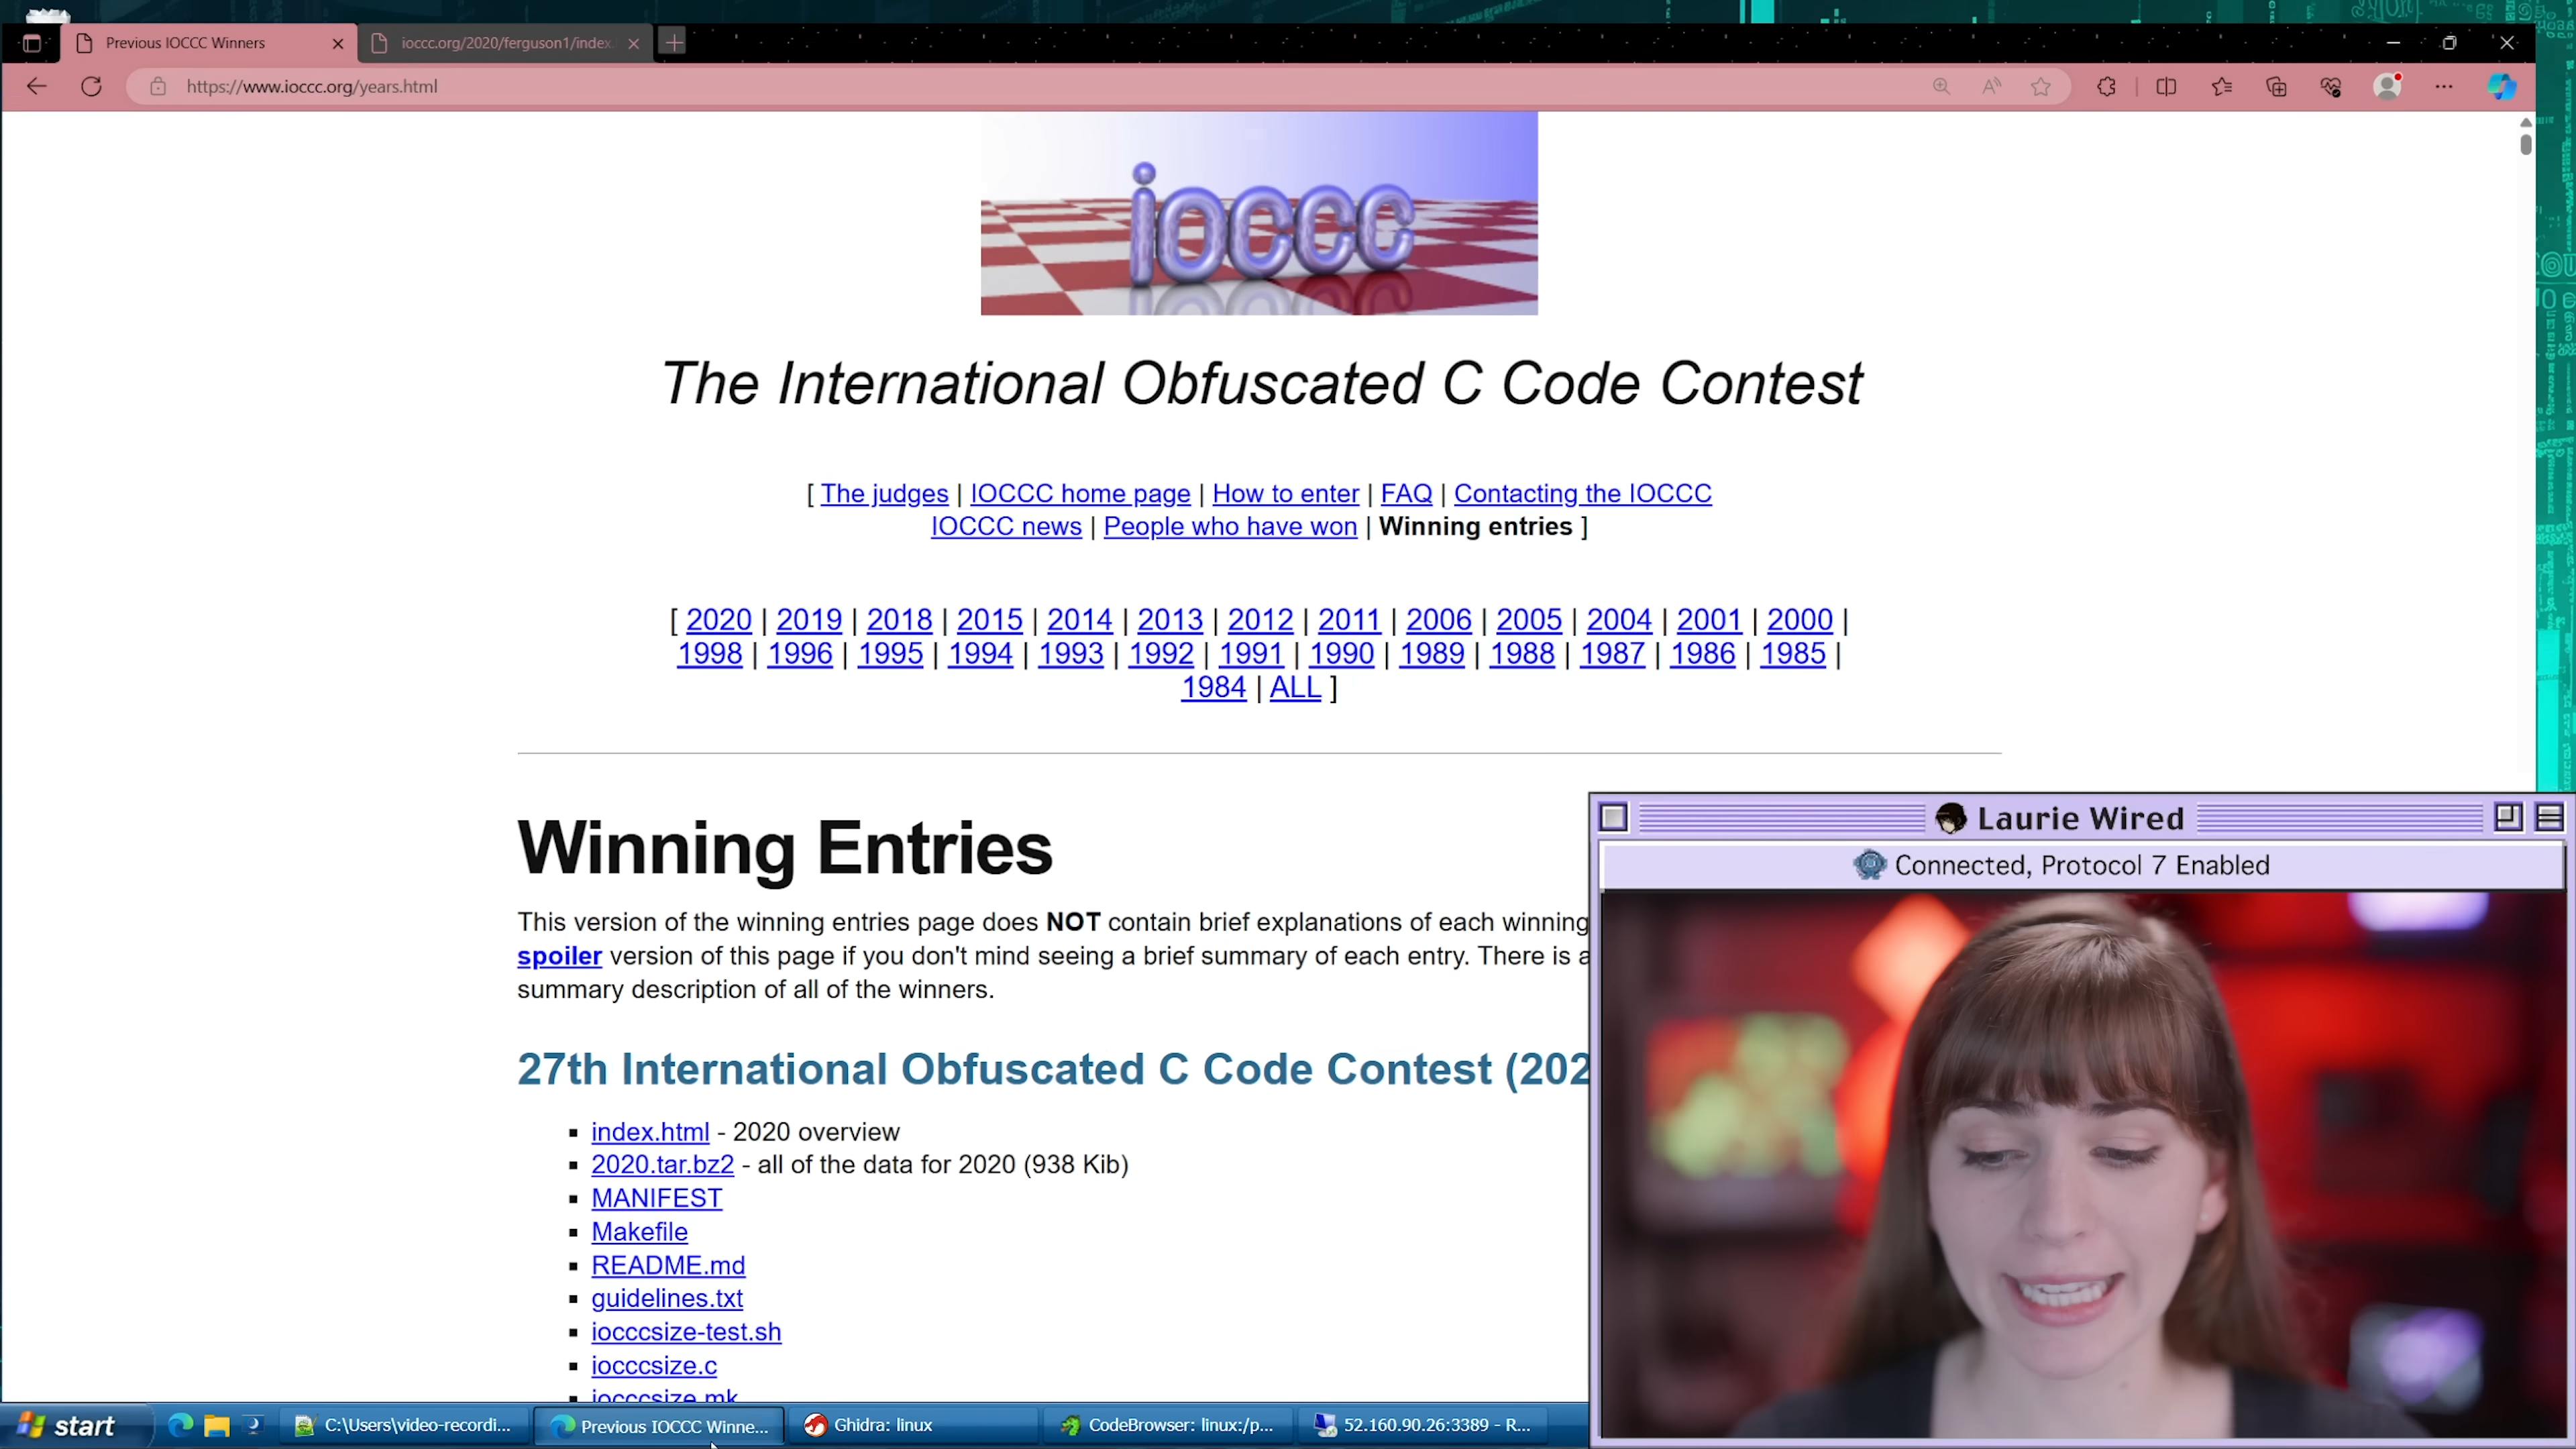 Previous IOCCC Winners
ioccc.org/2020/ferguson1/index.
https://www.ioccc.org/years.html
ioccc
The International Obfuscated C Code Contest
[ The judges | IOCCC home page | How to enter | FAQ | Contacting the IOCCC
IOCCC news | People who have won | Winning entries ]
[ 2020 | 2019 | 2018 | 2015 | 2014 | 2013 | 2012 | 2011 | 2006 | 2005 | 2004 | 2001 | 2000 |
1998 | 1996 | 1995 | 1994 | 1993 | 1992 | 1991 | 1990 | 1989 | 1988 | 1987 | 1986 | 1985 |
1984 | ALL ]
Winning Entries
This version of the winning entries page does NOT contain brief explanations of each winning
spoiler version of this page if you don't mind seeing a brief summary of each entry. There is a
summary description of all of the winners.
27th International Obfuscated C Code Contest (202
index.html - 2020 overview
2020.tar.bz2 - all of the data for 2020 (938 Kib)
MANIFEST
Makefile
README.md
guidelines.txt
iocccsize-test.sh
iocccsize.c
iocccsize.mk
Laurie Wired
Connected, Protocol 7 Enabled
start
C:\Users\video-recordi...
Previous IOCCC Winne...
Ghidra: linux
CodeBrowser: linux:/p...
52.160.90.26:3389 - R...